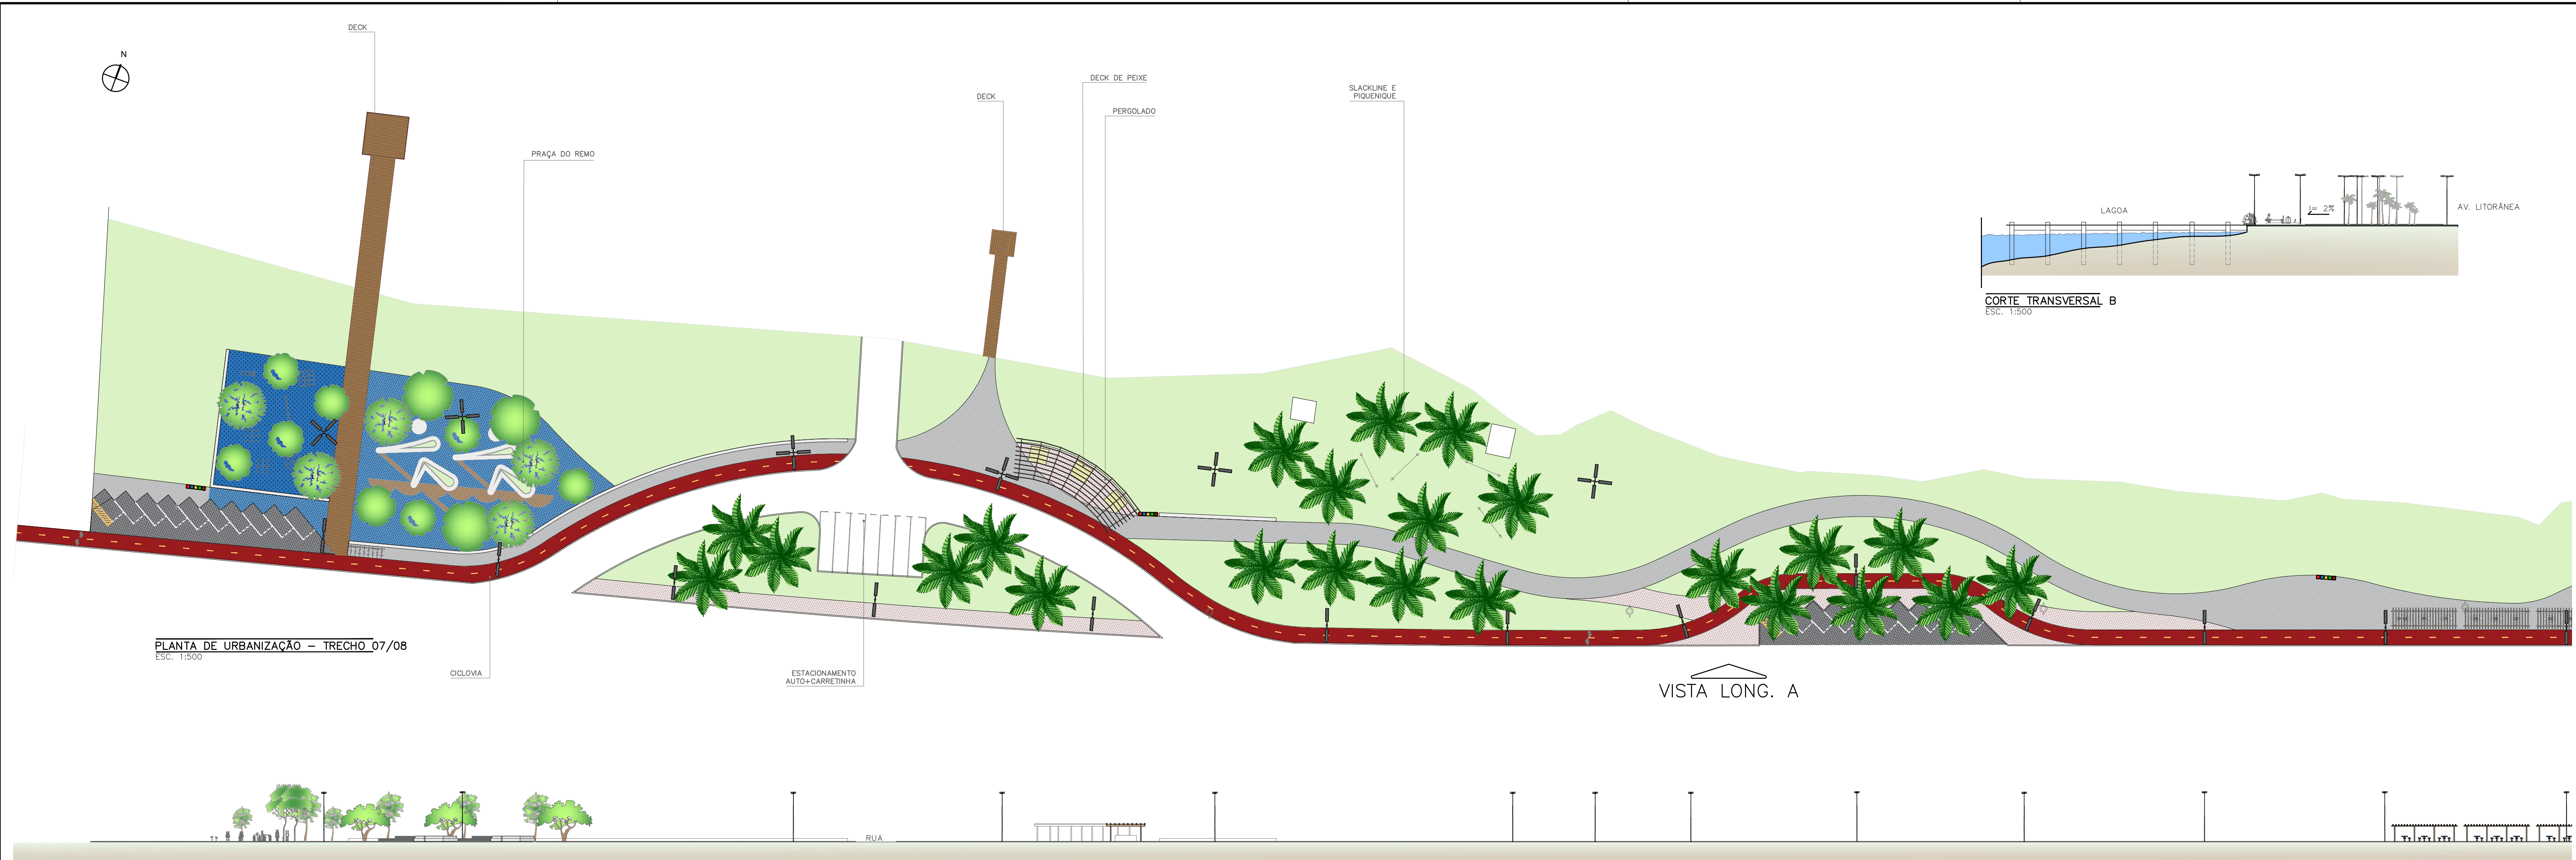 DECK
N
DECK DE PEIXE
SLACKLINE E
PIQUENIQUE
DECK
PERGOLADO
PRAÇA DO REMO
LAGOA
I= 2%
AV. LITORÂNEA
CORTE TRANSVERSAL B
ESC. 1:500
PLANTA DE URBANIZAÇÃO – TRECHO 07/08
ESC. 1:500
CICLOVIA
ESTACIONAMENTO
AUTO+CARRETINHA
VISTA LONG. A
RUA